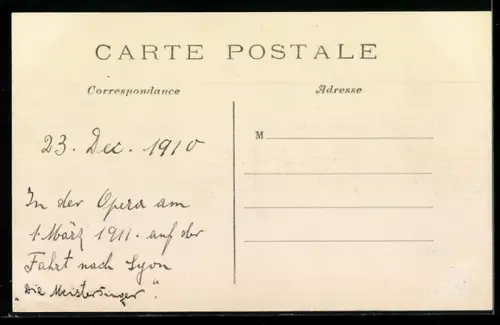 CARTE POSTALE
Correspondance
Adresse
23. Dec. 1910
M
In der Opera am
1. März 1911. auf der
Fahrt nach Lyon
„Die Meistersinger".